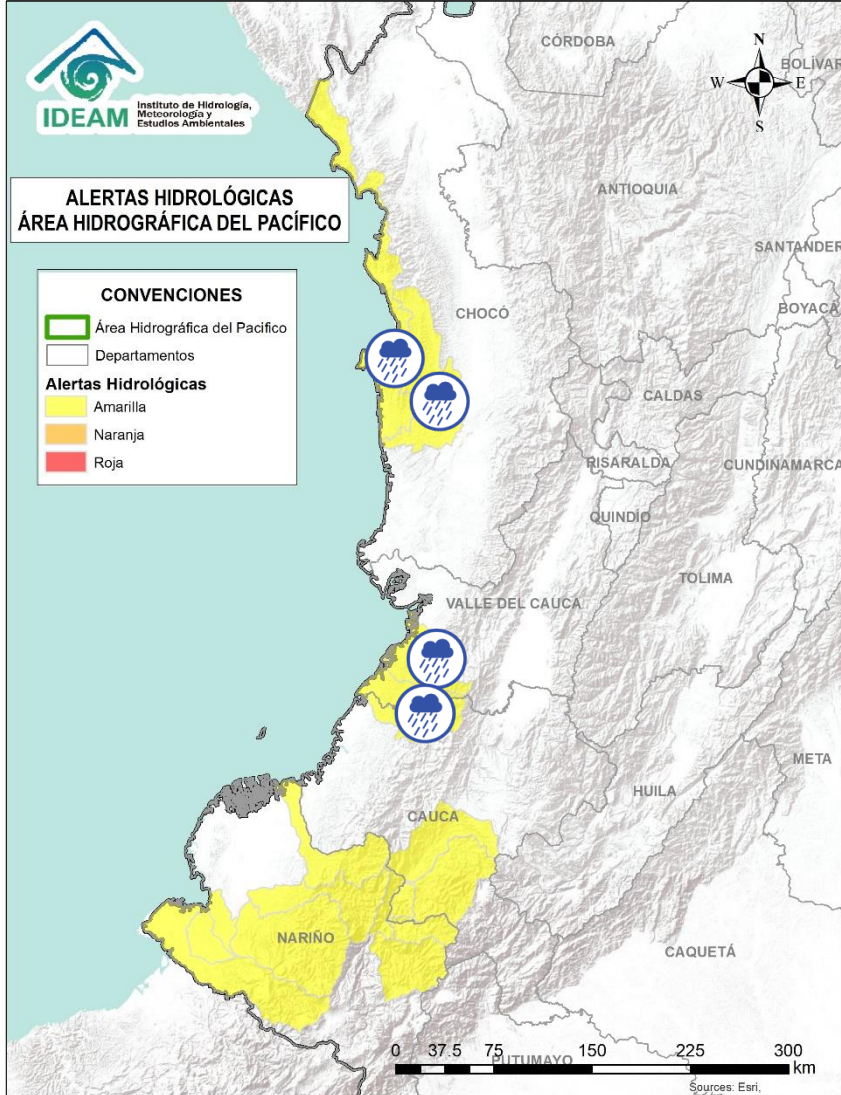 IDEAM
Instituto de Hidrología,
Meteorología y
Estudios Ambientales
ALERTAS HIDROLÓGICAS
ÁREA HIDROGRÁFICA DEL PACÍFICO
CONVENCIONES
Área Hidrográfica del Pacifico
Departamentos
Alertas Hidrológicas
Amarilla
Naranja
Roja
N
W E
S
CÓRDOBA
BOLÍVAR
ANTIOQUIA
SANTANDER
BOYACÁ
CHOCÓ
CALDAS
RISARALDA
CUNDINAMARCA
QUINDÍO
TOLIMA
VALLE DEL CAUCA
META
HUILA
CAUCA
NARIÑO
CAQUETÁ
PUTUMAYO
0 37.5 75 150 225 300
km
Sources: Esri,